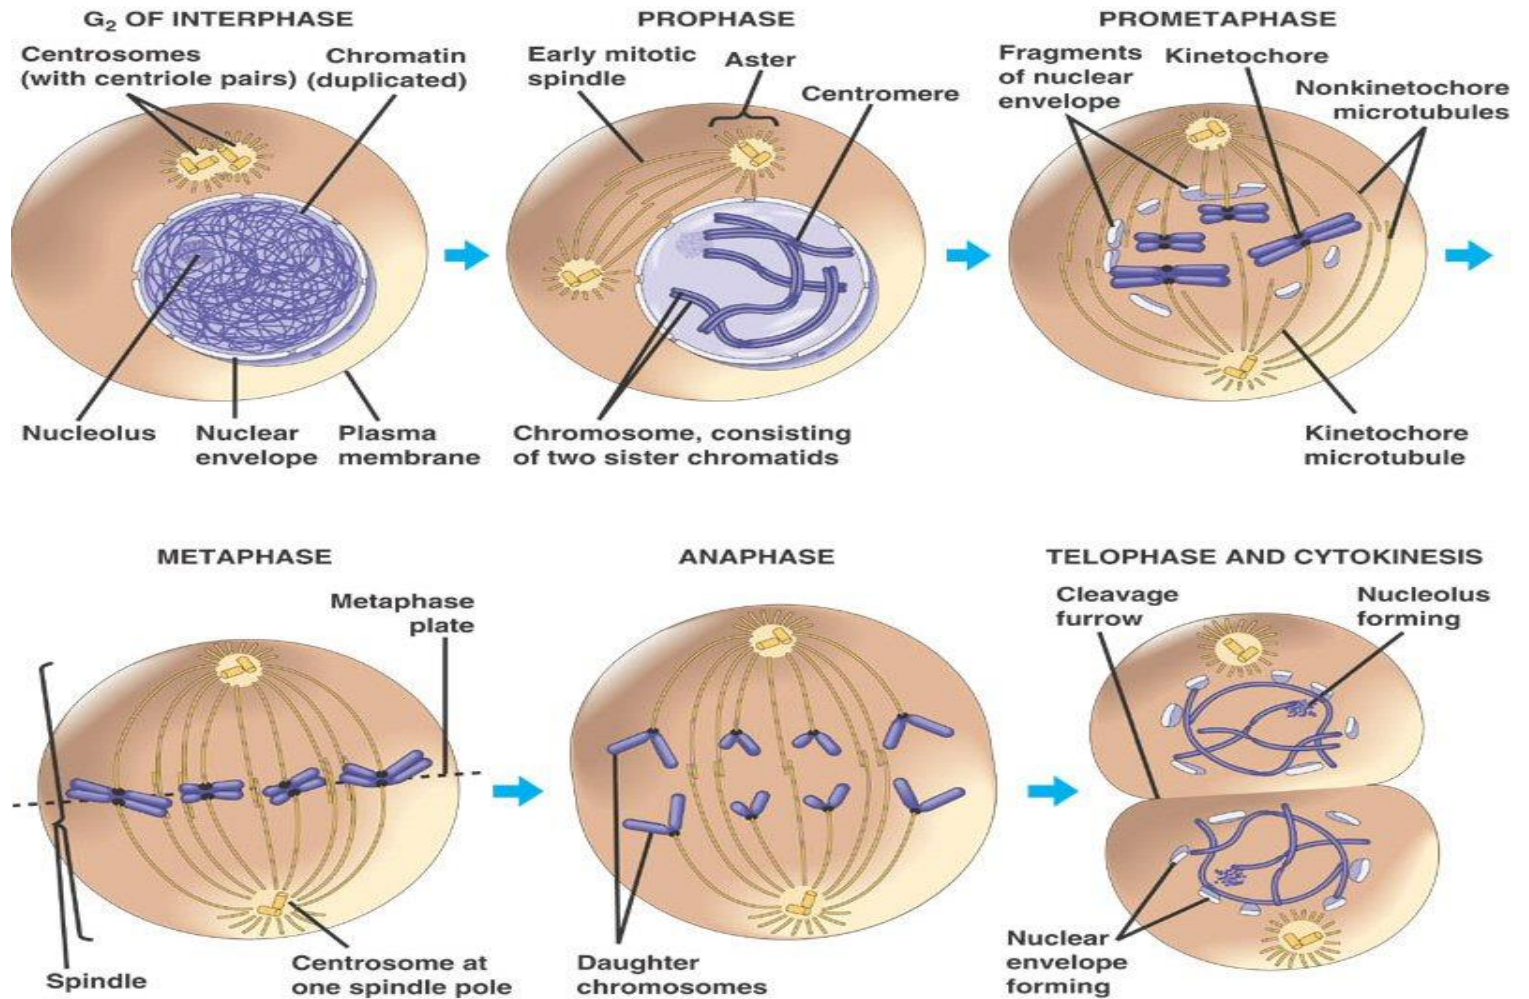 G₂ OF INTERPHASE
Centrosomes
(with centriole pairs)
Chromatin
(duplicated)
Nucleolus
Nuclear
envelope
Plasma
membrane
PROPHASE
Early mitotic
spindle
Aster
Centromere
Chromosome, consisting
of two sister chromatids
PROMETAPHASE
Fragments
of nuclear
envelope
Kinetochore
Nonkinetochore
microtubules
Kinetochore
microtubule
METAPHASE
Metaphase
plate
Spindle
Centrosome at
one spindle pole
ANAPHASE
Daughter
chromosomes
TELOPHASE AND CYTOKINESIS
Cleavage
furrow
Nucleolus
forming
Nuclear
envelope
forming